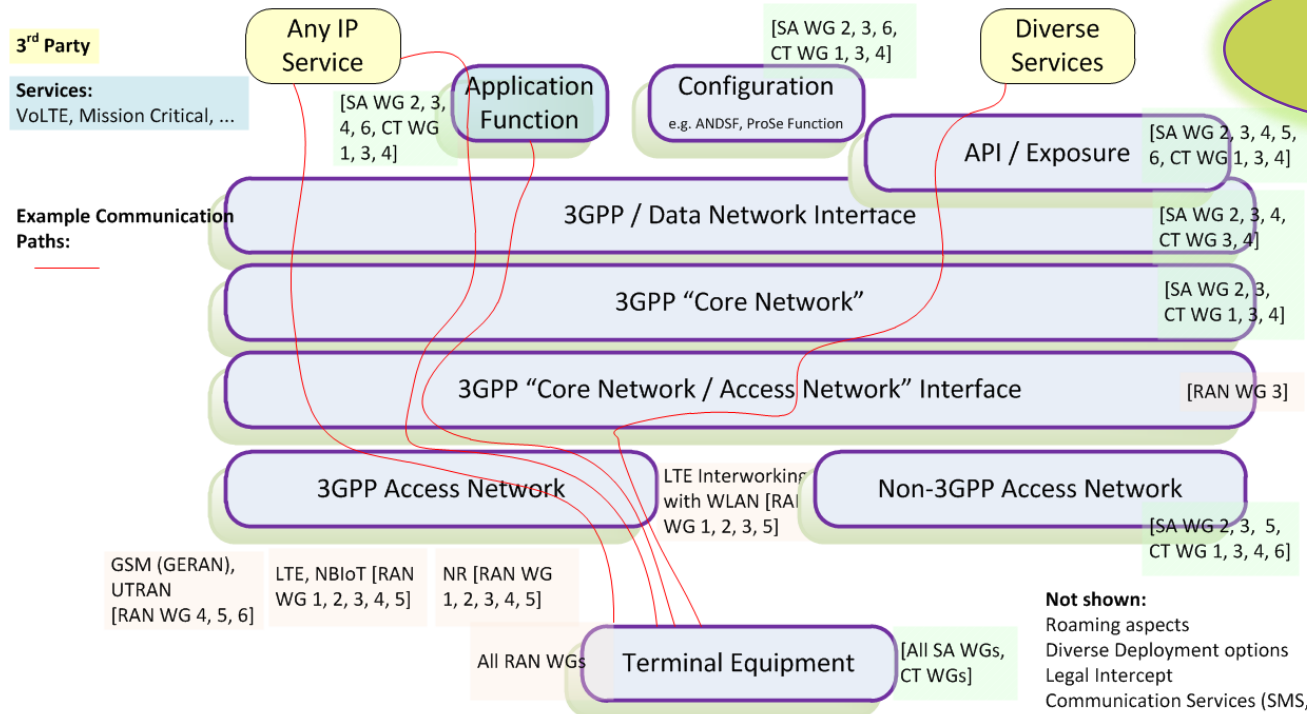 3rd Party
Services:
VoLTE, Mission Critical, ...
Any IP
Service
[SA WG 2, 3,
4, 6, CT WG
1, 3, 4]
Application
Function
Configuration
e.g. ANDSF, ProSe Function
[SA WG 2, 3, 6,
CT WG 1, 3, 4]
Diverse
Services
API / Exposure
[SA WG 2, 3, 4, 5,
6, CT WG 1, 3, 4]
Example Communication
Paths:
3GPP / Data Network Interface
[SA WG 2, 3, 4,
CT WG 3, 4]
3GPP “Core Network”
[SA WG 2, 3,
CT WG 1, 3, 4]
3GPP “Core Network / Access Network” Interface
[RAN WG 3]
3GPP Access Network
LTE Interworking
with WLAN [RAN
WG 1, 2, 3, 5]
Non-3GPP Access Network
[SA WG 2, 3, 5,
CT WG 1, 3, 4, 6]
GSM (GERAN),
UTRAN
[RAN WG 4, 5, 6]
LTE, NBIoT [RAN
WG 1, 2, 3, 4, 5]
NR [RAN WG
1, 2, 3, 4, 5]
All RAN WGs
Terminal Equipment
[All SA WGs,
CT WGs]
Not shown:
Roaming aspects
Diverse Deployment options
Legal Intercept
Communication Services (SMS,